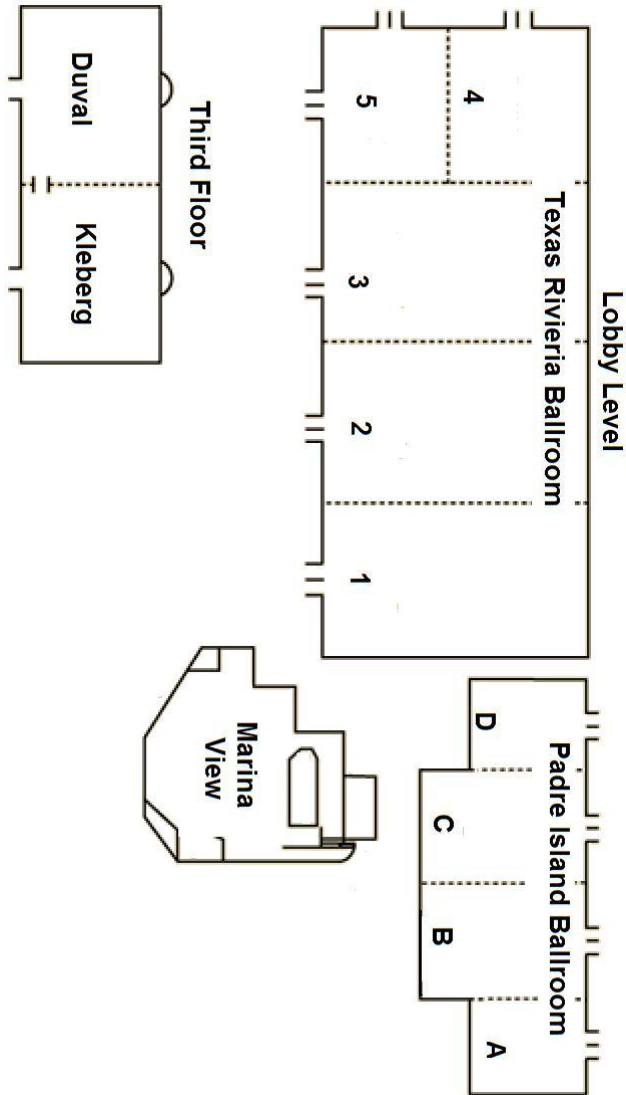 Lobby Level
Texas Rivieria Ballroom
5
4
3
2
1
Padre Island Ballroom
D
C
B
A
Third Floor
Duval
Kleberg
Marina
View